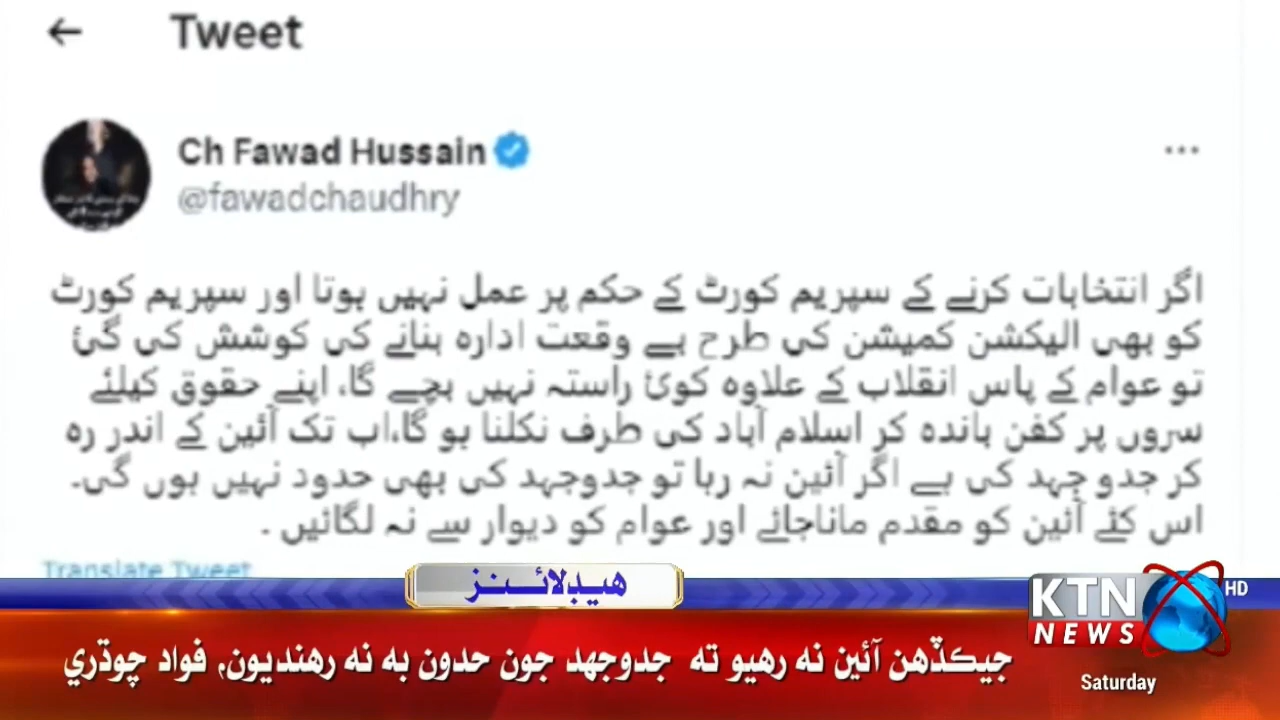 Tweet
Ch Fawad Hussain
@fawadchaudhry
اگر انتخابات کرنے کے سپریم کورٹ کے حکم پر عمل نہیں ہوتا اور سپریم کورٹ
کو بھی الیکشن کمیشن کی طرح بے وقعت ادارہ بنانے کی کوشش کی گئ
تو عوام کے پاس انقلاب کے علاوہ کوئ راستہ نہیں بچے گا، اپنے حقوق کیلئے
سروں پر کفن باندہ کر اسلام آباد کی طرف نکلنا ہو گا،اب تک آئین کے اندر رہ
کر جدو جہد کی ہے اگر آئین نہ رہا تو جدوجہد کی بھی حدود نہیں ہوں گی۔
اس کئے آئین کو مقدم ماناجائے اور عوام کو دیوار سے نہ لگائیں .
Translate Tweet
هيڊلائنز
KTN NEWS HD
جيڪڏهن آئين نه رهيو ته جدوجهد جون حدون به نه رهنديون، فواد چوڌري
Saturday